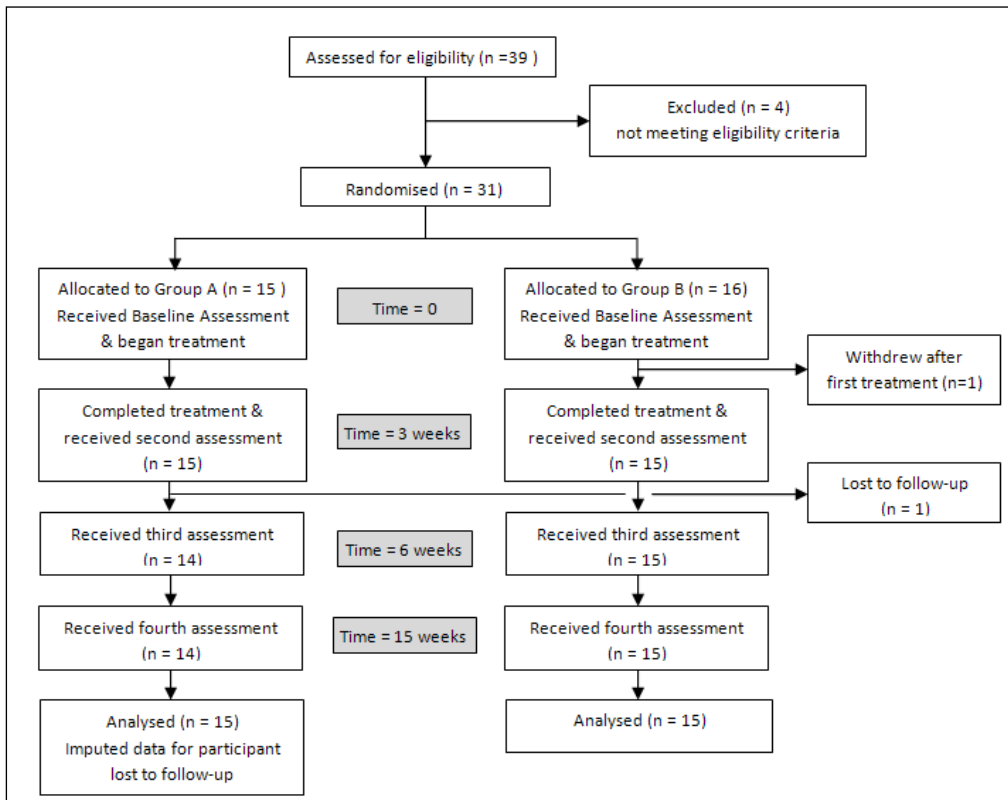 Assessed for eligibility (n =39 )
Excluded (n = 4)
not meeting eligibility criteria
Randomised (n = 31)
Allocated to Group A (n = 15 )
Received Baseline Assessment
& began treatment
Time = 0
Allocated to Group B (n = 16)
Received Baseline Assessment
& began treatment
Withdrew after
first treatment (n=1)
Completed treatment &
received second assessment
(n = 15)
Time = 3 weeks
Completed treatment &
received second assessment
(n = 15)
Lost to follow-up
(n = 1)
Received third assessment
(n = 14)
Time = 6 weeks
Received third assessment
(n = 15)
Received fourth assessment
(n = 14)
Time = 15 weeks
Received fourth assessment
(n = 15)
Analysed (n = 15)
Imputed data for participant
lost to follow-up
Analysed (n = 15)